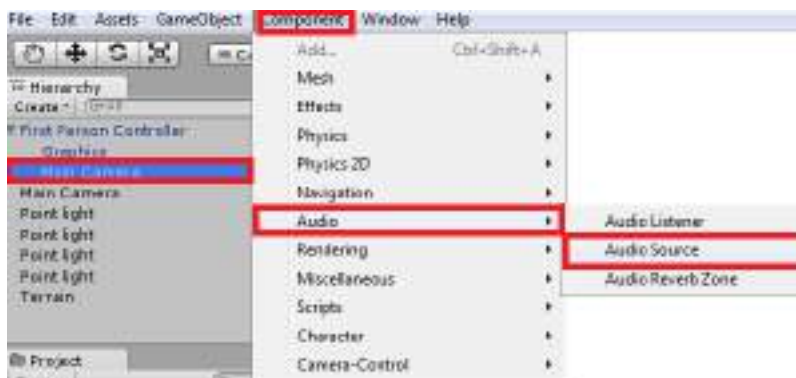 File Edit Assets GameObject Component Window Help
Hierarchy
Create
First Person Controller
Graphics
Main Camera
Main Camera
Point light
Point light
Point light
Point light
Terrain
Project
Add...
Ctrl+Shift+A
Mesh
Effects
Physics
Physics 2D
Navigation
Audio
Rendering
Miscellaneous
Scripts
Character
Camera-Control
Audio Listener
Audio Source
Audio Reverb Zone